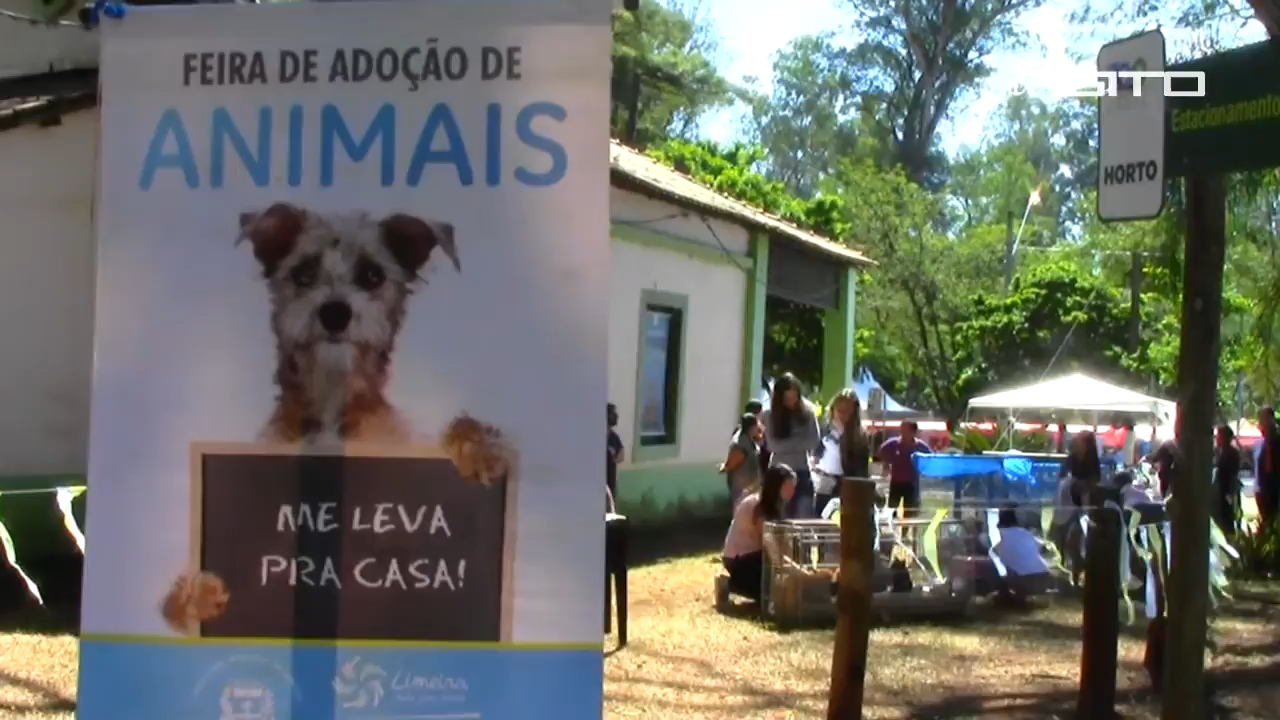 FEIRA DE ADOÇÃO DE
ANIMAIS
ME LEVA
PRA CASA!
Limeira
HORTO
Estacionamento